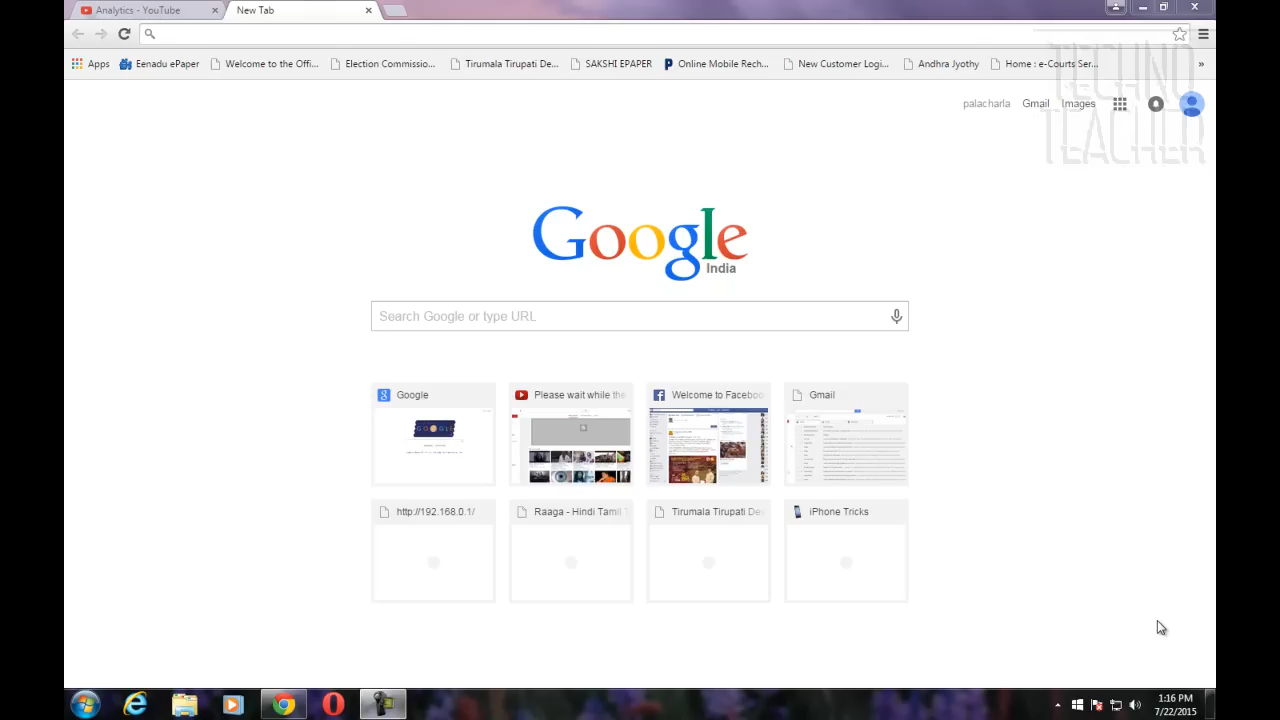 Analytics - YouTube
New Tab
Apps
Eenadu ePaper
Welcome to the Offi...
Election Commissio...
Tirumala Tirupati De...
SAKSHI EPAPER
Online Mobile Rech...
New Customer Logi...
Andhra Jyothy
Home : e-Courts Ser...
»
TECHNO
TEACHER
palacharla
Gmail
Images
Google
India
Search Google or type URL
Google
Please wait while the
Welcome to Faceboo
Gmail
http://192.168.0.1/
Raaga - Hindi Tamil T
Tirumala Tirupati De
iPhone Tricks
1:16 PM
7/22/2015